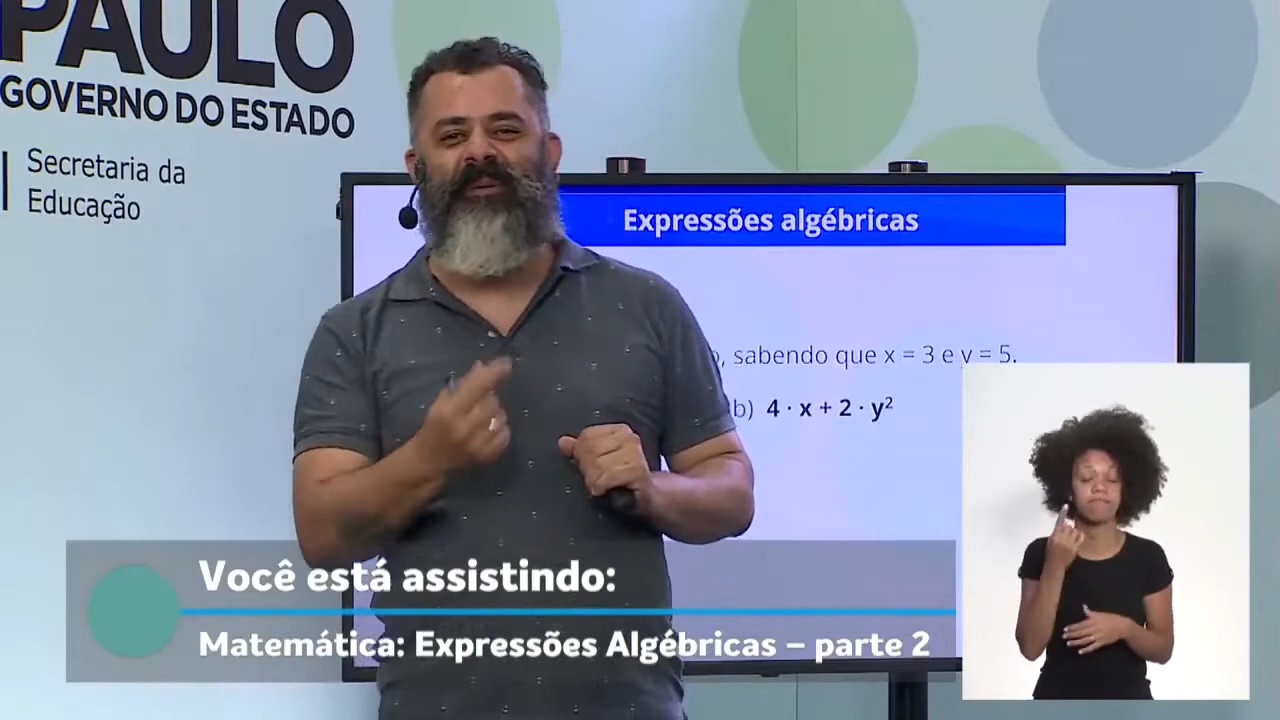 PAULO
GOVERNO DO ESTADO
Secretaria da
Educação
Expressões algébricas
, sabendo que x = 3 e y = 5.
b) 4 · x + 2 · y²
Você está assistindo:
Matemática: Expressões Algébricas – parte 2